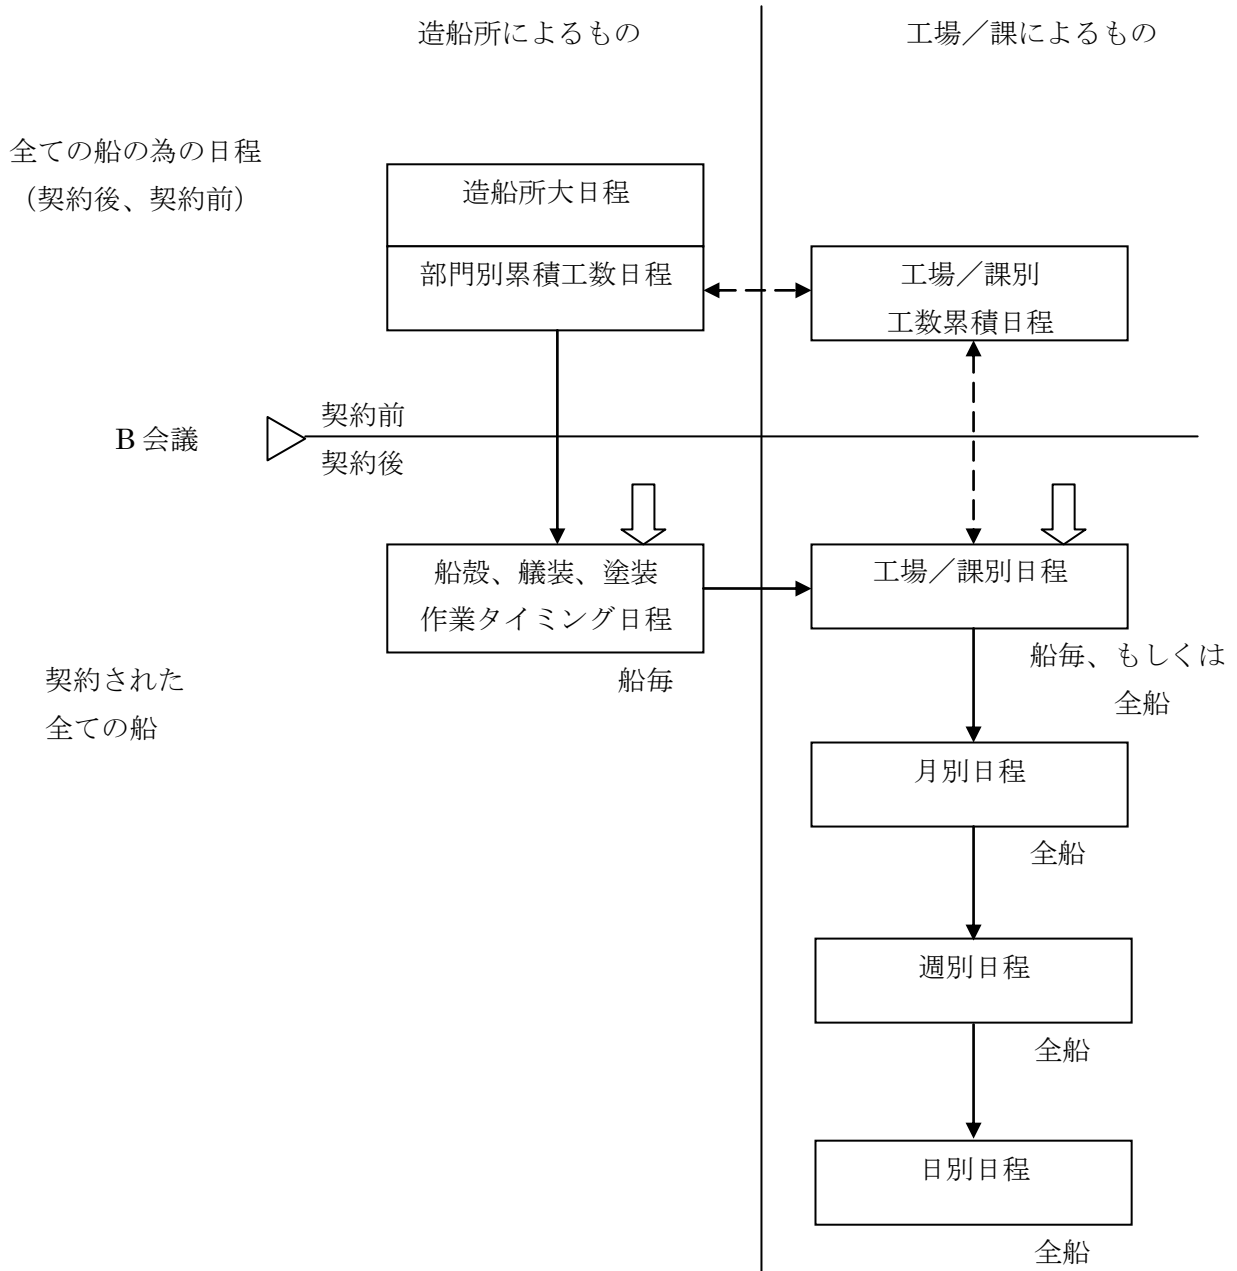 造船所によるもの
工場／課によるもの
全ての船の為の日程
（契約後、契約前）
造船所大日程
部門別累積工数日程
工場／課別
工数累積日程
B 会議
契約前
契約後
船殻、艤装、塗装
作業タイミング日程
船毎
工場／課別日程
船毎、もしくは
全船
契約された
全ての船
月別日程
全船
週別日程
全船
日別日程
全船